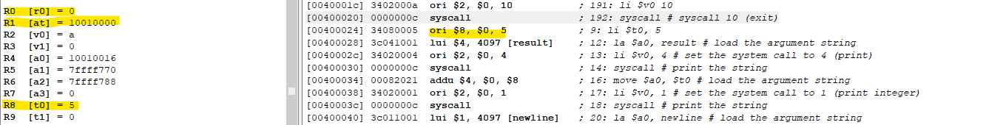 R0 [r0] = 0
R1 [at] = 10010000
R2 [v0] = a
R3 [v1] = 0
R4 [a0] = 10010016
R5 [a1] = 7ffff770
R6 [a2] = 7ffff788
R7 [a3] = 0
R8 [t0] = 5
R9 [t1] = 0
[0040001c] 3402000a ori $2, $0, 10 ; 191: li $v0 10
[00400020] 0000000c syscall ; 192: syscall # syscall 10 (exit)
[00400024] 34080005 ori $8, $0, 5 ; 9: li $t0, 5
[00400028] 3c041001 lui $4, 4097 [result] ; 12: la $a0, result # load the argument string
[0040002c] 34020004 ori $2, $0, 4 ; 13: li $v0, 4 # set the system call to 4 (print)
[00400030] 0000000c syscall ; 14: syscall # print the string
[00400034] 00082021 addu $4, $0, $8 ; 16: move $a0, $t0 # load the argument string
[00400038] 34020001 ori $2, $0, 1 ; 17: li $v0, 1 # set the system call to 1 (print integer)
[0040003c] 0000000c syscall ; 18: syscall # print the string
[00400040] 3c011001 lui $1, 4097 [newline] ; 20: la $a0, newline # load the argument string